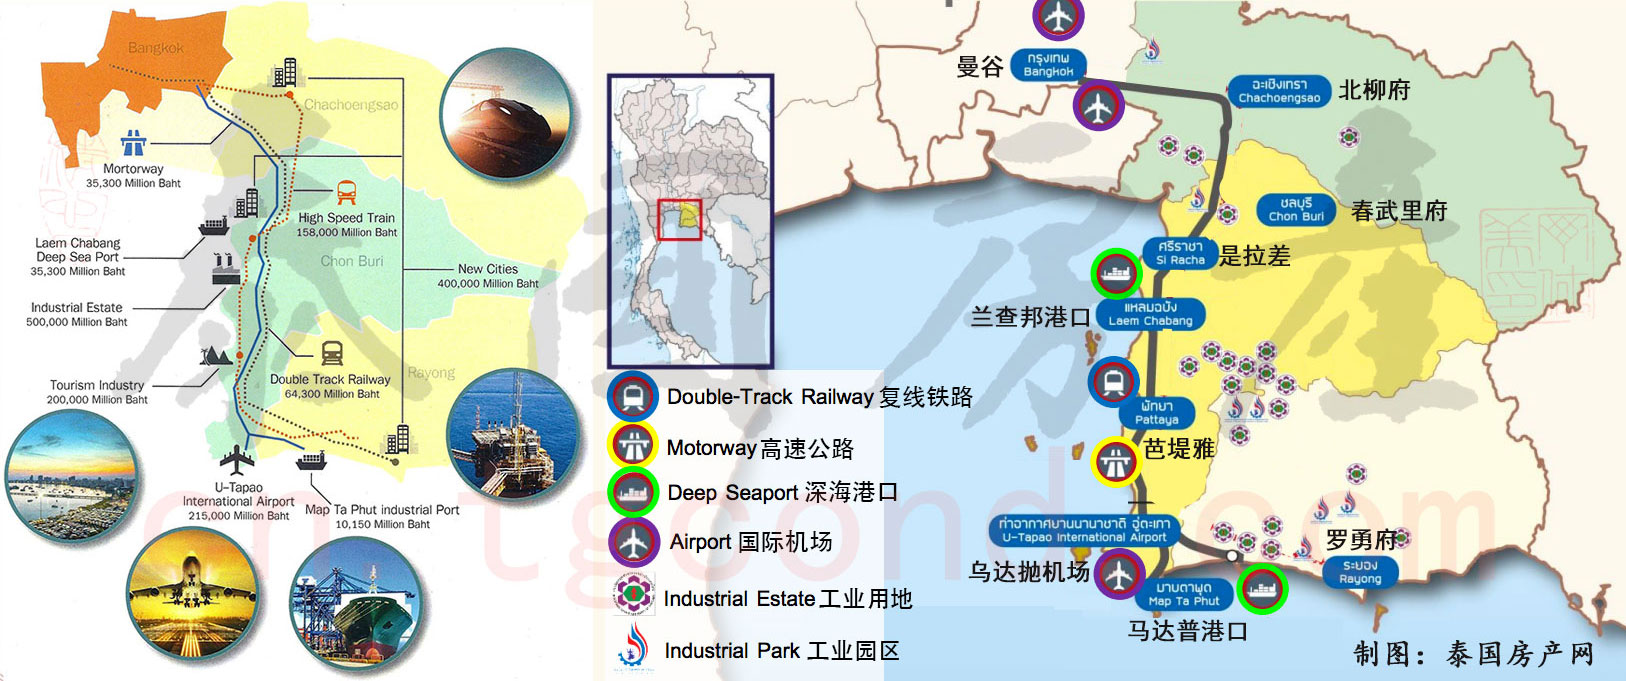 Bangkok
Chachoengsao
Mortorway
35,300 Million Baht
High Speed Train
158,000 Million Baht
Laem Chabang
Deep Sea Port
35,300 Million Baht
Chon Buri
New Cities
400,000 Million Baht
Industrial Estate
500,000 Million Baht
Tourism Industry
200,000 Million Baht
Double Track Railway
64,300 Million Baht
Rayong
U-Tapao
International Airport
215,000 Million Baht
Map Ta Phut industrial Port
10,150 Million Baht
Double-Track Railway 复线铁路
Motorway 高速公路
Deep Seaport 深海港口
Airport 国际机场
Industrial Estate 工业用地
Industrial Park 工业园区
曼谷
กรุงเทพ
Bangkok
ฉะเชิงเทรา
Chachoengsao
北柳府
ชลบุรี
Chon Buri
春武里府
ศรีราชา
Si Racha
是拉差
兰查邦港口
แหลมฉบัง
Laem Chabang
พัทยา
Pattaya
芭堤雅
ท่าอากาศยานนานาชาติ อู่ตะเภา
U-Tapao International Airport
乌达抛机场
มาบตาพุด
Map Ta Phut
马达普港口
罗勇府
ระยอง
Rayong
制图：泰国房产网